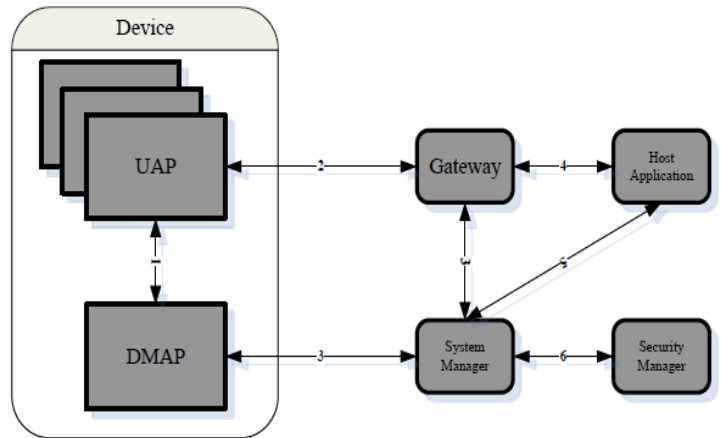 Device
UAP
2
Gateway
4
Host
Application
1
3
5
DMAP
3
System
Manager
6
Security
Manager